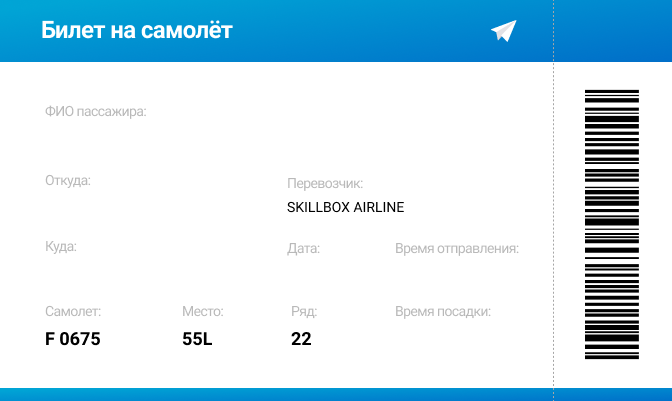 Билет на самолёт
ФИО пассажира:
Откуда:
Перевозчик:
SKILLBOX AIRLINE
Куда:
Дата:
Время отправления:
Самолет:
Место:
Ряд:
Время посадки:
F 0675
55L
22